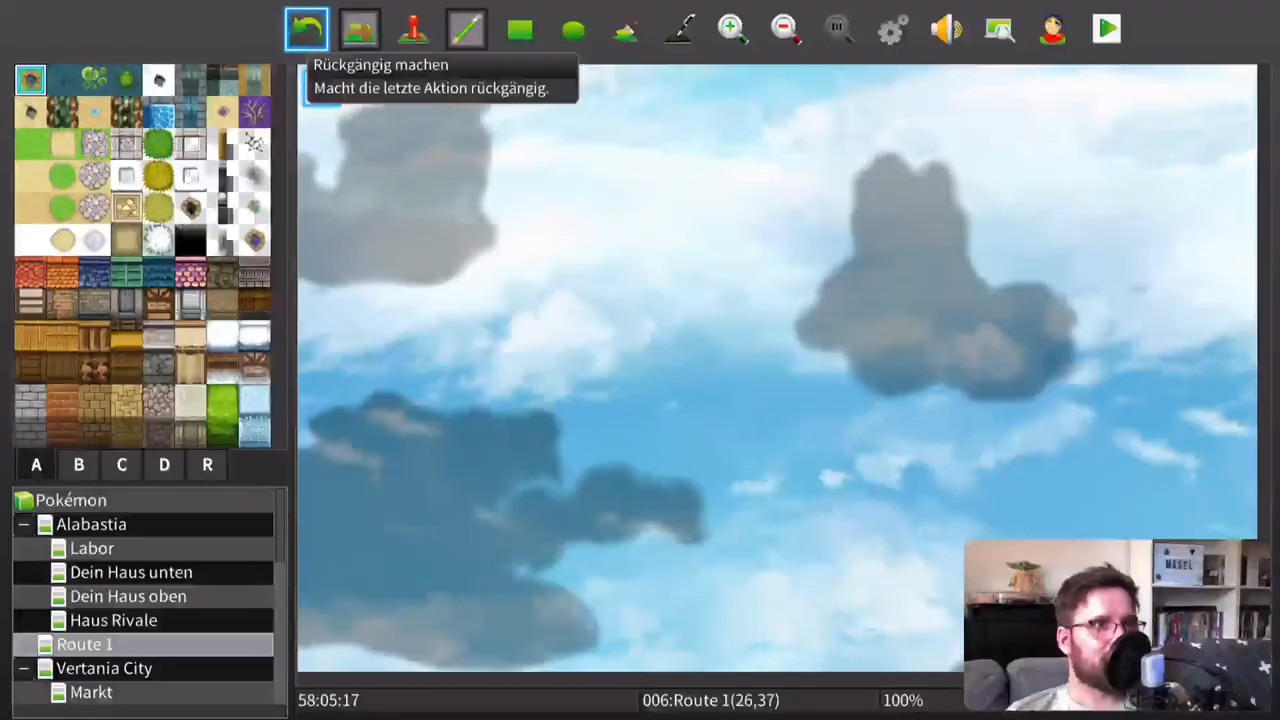 Rückgängig machen
Macht die letzte Aktion rückgängig.
A B C D R
Pokémon
Alabastia
Labor
Dein Haus unten
Dein Haus oben
Haus Rivale
Route 1
Vertania City
Markt
58:05:17
006:Route 1(26,37)
100%
MASEL